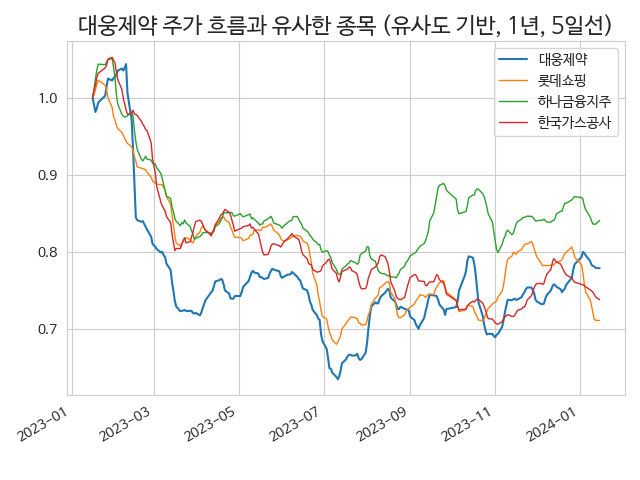 대웅제약 주가 흐름과 유사한 종목 (유사도 기반, 1년, 5일선)
대웅제약
롯데쇼핑
하나금융지주
한국가스공사
1.0
0.9
0.8
0.7
2023-01
2023-03
2023-05
2023-07
2023-09
2023-11
2024-01